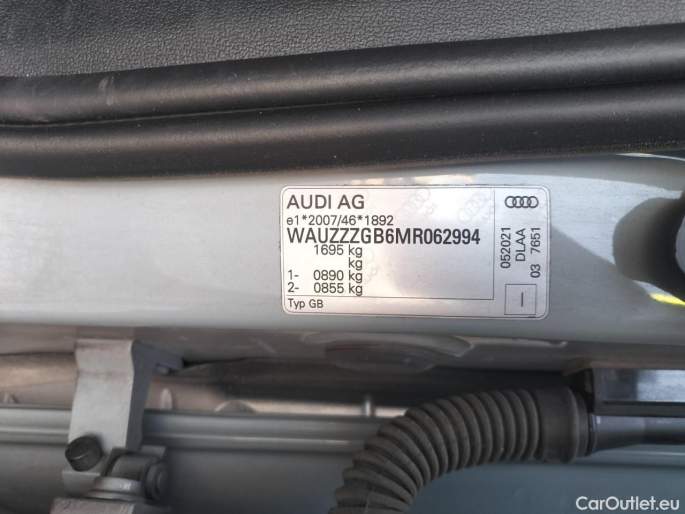 AUDI AG
e1*2007/46*1892
WAUZZZGB6MR062994
1695 kg
kg
1- 0890 kg
2- 0855 kg
Typ GB
052021
DLAA
03 7651
I
CarOutlet.eu